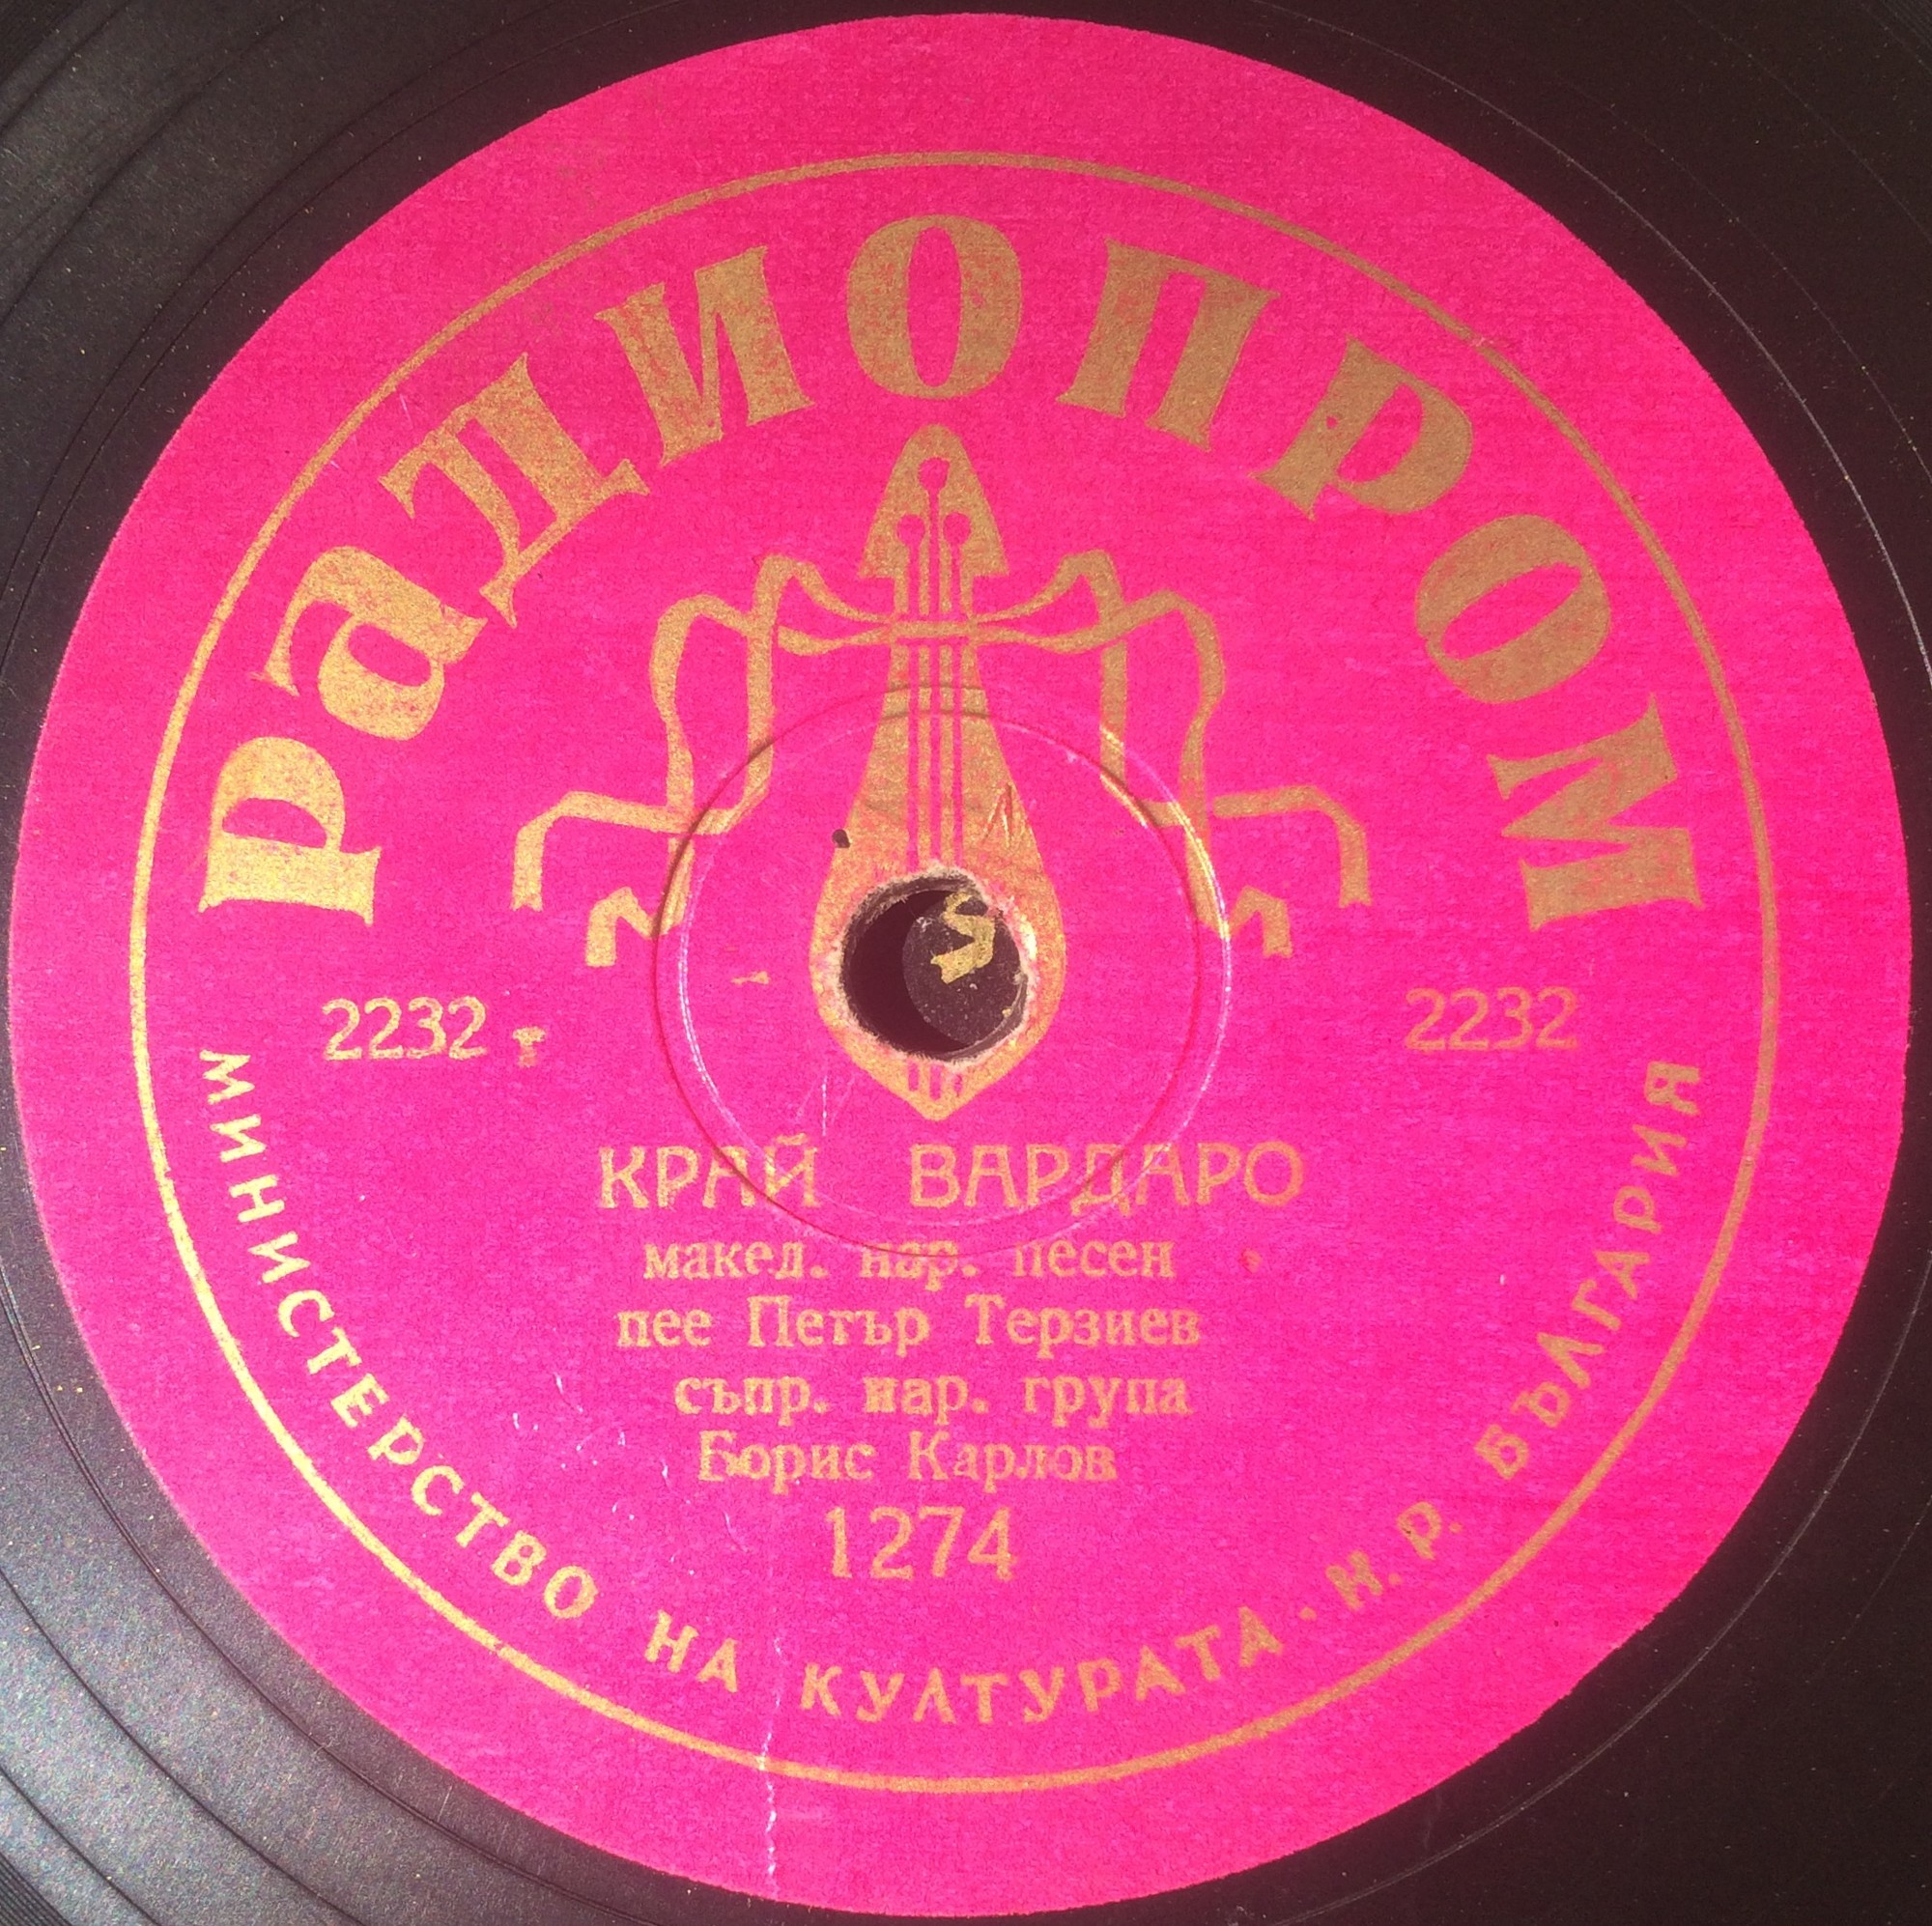 РАДИОПРОМ
2232 т
2232
КРАЙ ВАРДАРО
макед. нар. песен
пее Петър Терзиев
съпр. нар. група
Борис Карлов
1274
МИНИСТЕРСТВО НА КУЛТУРАТА · Н. Р. БЪЛГАРИЯ